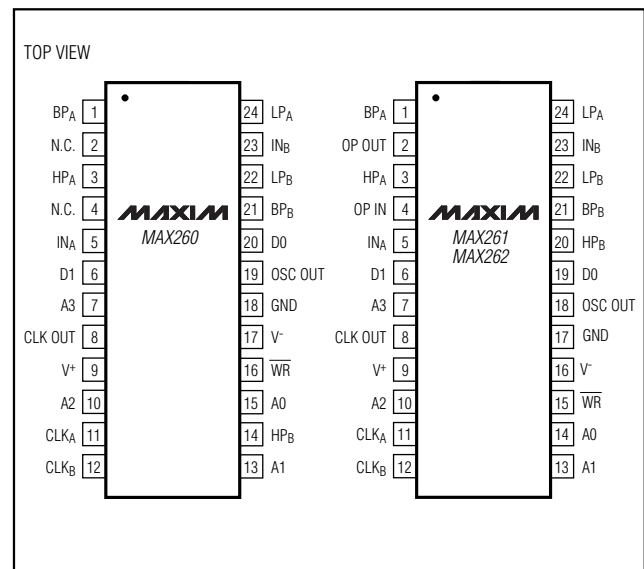 TOP VIEW
BPA 1 24 LPA
N.C. 2 23 INB
HPA 3 22 LPB
N.C. 4 21 BPB
INA 5 20 D0
D1 6 19 OSC OUT
A3 7 18 GND
CLK OUT 8 17 V-
V+ 9 16 WR
A2 10 15 A0
CLKA 11 14 HPB
CLKB 12 13 A1
MAXIM
MAX260
BPA 1 24 LPA
OP OUT 2 23 INB
HPA 3 22 LPB
OP IN 4 21 BPB
INA 5 20 HPB
D1 6 19 D0
A3 7 18 OSC OUT
CLK OUT 8 17 GND
V+ 9 16 V-
A2 10 15 WR
CLKA 11 14 A0
CLKB 12 13 A1
MAXIM
MAX261
MAX262